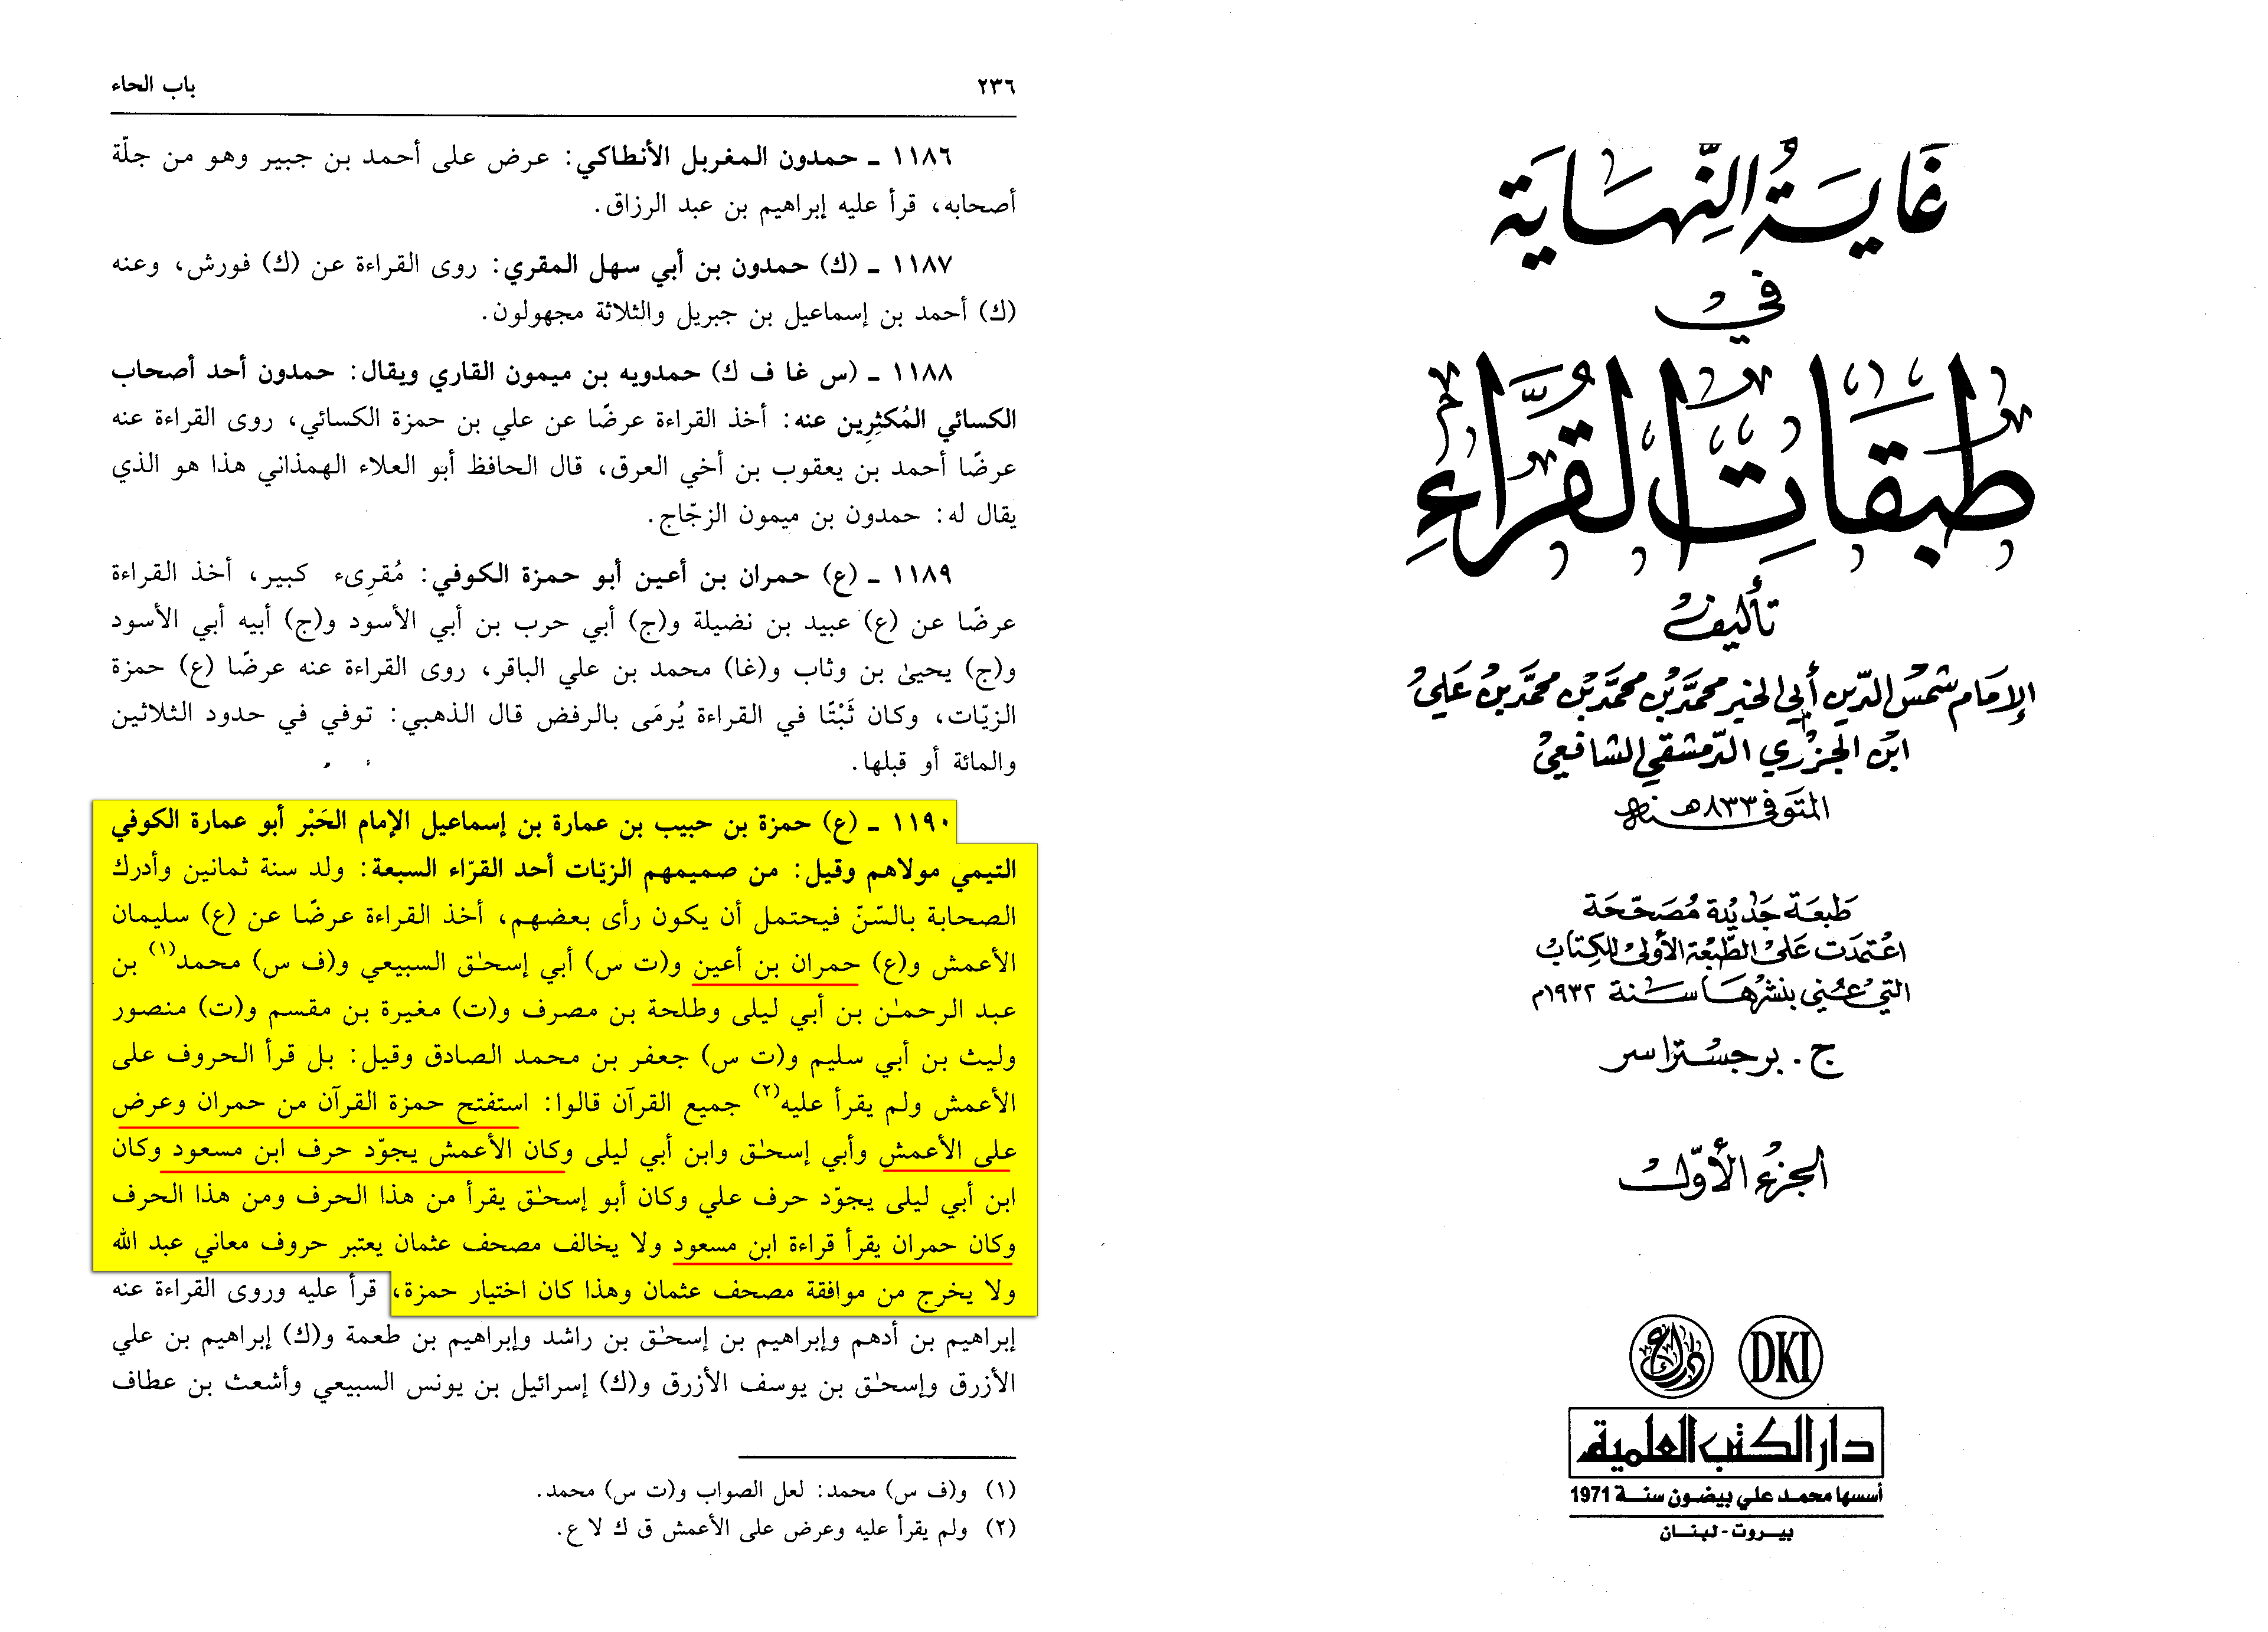 غاية النهاية
في
طبقات القراء
تأليف
الإمام شمس الدين أبي الخير محمد بن محمد بن محمد بن علي
ابن الجزري الدمشقي الشافعي
المتوفى سنة ٨٣٣هـ
طبعة جديدة مصححة
اعتمدت على الطبعة الأولى للكتاب
التي عني بنشرها سنة ١٩٣٢م
ج . برجستراسر
الجزء الأول
DKI
دار الكتب العلمية
أسسها محمد علي بيضون سنة 1971
بيروت - لبنان
٢٣٦ باب الحاء
١١٨٦ ـ حمدون المغربل الأنطاكي: عرض على أحمد بن جبير وهو من جلّة
أصحابه، قرأ عليه إبراهيم بن عبد الرزاق.
١١٨٧ ـ (ك) حمدون بن أبي سهل المقري: روى القراءة عن (ك) فورش، وعنه
(ك) أحمد بن إسماعيل بن جبريل والثلاثة مجهولون.
١١٨٨ ـ (س غا ف ك) حمدويه بن ميمون القاري ويقال: حمدون أحد أصحاب
الكسائي المُكثِرين عنه: أخذ القراءة عرضًا عن علي بن حمزة الكسائي، روى القراءة عنه
عرضًا أحمد بن يعقوب بن أخي العرق، قال الحافظ أبو العلاء الهمذاني هذا هو الذي
يقال له: حمدون بن ميمون الزجّاج.
١١٨٩ ـ (ع) حمران بن أعين أبو حمزة الكوفي: مُقرِىء كبير، أخذ القراءة
عرضًا عن (ع) عبيد بن نضيلة و(ج) أبي حرب بن أبي الأسود و(ج) أبيه أبي الأسود
و(ج) يحيىٰ بن وثاب و(غا) محمد بن علي الباقر، روى القراءة عنه عرضًا (ع) حمزة
الزيّات، وكان ثَبْتًا في القراءة يُرمَى بالرفض قال الذهبي: توفي في حدود الثلاثين
والمائة أو قبلها.
١١٩٠ ـ (ع) حمزة بن حبيب بن عمارة بن إسماعيل الإمام الحَبْر أبو عمارة الكوفي
التيمي مولاهم وقيل: من صميمهم الزيّات أحد القرّاء السبعة: ولد سنة ثمانين وأدرك
الصحابة بالسّنّ فيحتمل أن يكون رأى بعضهم، أخذ القراءة عرضًا عن (ع) سليمان
الأعمش و(ع) حمران بن أعين و(ت س) أبي إسحـٰق السبيعي و(ف س) محمد(١) بن
عبد الرحمـٰن بن أبي ليلى وطلحة بن مصرف و(ت) مغيرة بن مقسم و(ت) منصور
وليث بن أبي سليم و(ت س) جعفر بن محمد الصادق وقيل: بل قرأ الحروف على
الأعمش ولم يقرأ عليه(٢) جميع القرآن قالوا: استفتح حمزة القرآن من حمران وعرض
على الأعمش وأبي إسحـٰق وابن أبي ليلى وكان الأعمش يجوّد حرف ابن مسعود وكان
ابن أبي ليلى يجوّد حرف علي وكان أبو إسحـٰق يقرأ من هذا الحرف ومن هذا الحرف
وكان حمران يقرأ قراءة ابن مسعود ولا يخالف مصحف عثمان يعتبر حروف معاني عبد الله
ولا يخرج من موافقة مصحف عثمان وهذا كان اختيار حمزة، قرأ عليه وروى القراءة عنه
إبراهيم بن أدهم وإبراهيم بن إسحـٰق بن راشد وإبراهيم بن طعمة و(ك) إبراهيم بن علي
الأزرق وإسحـٰق بن يوسف الأزرق و(ك) إسرائيل بن يونس السبيعي وأشعث بن عطاف
(١) و(ف س) محمد: لعل الصواب و(ت س) محمد.
(٢) ولم يقرأ عليه وعرض على الأعمش ق ك لا ع.